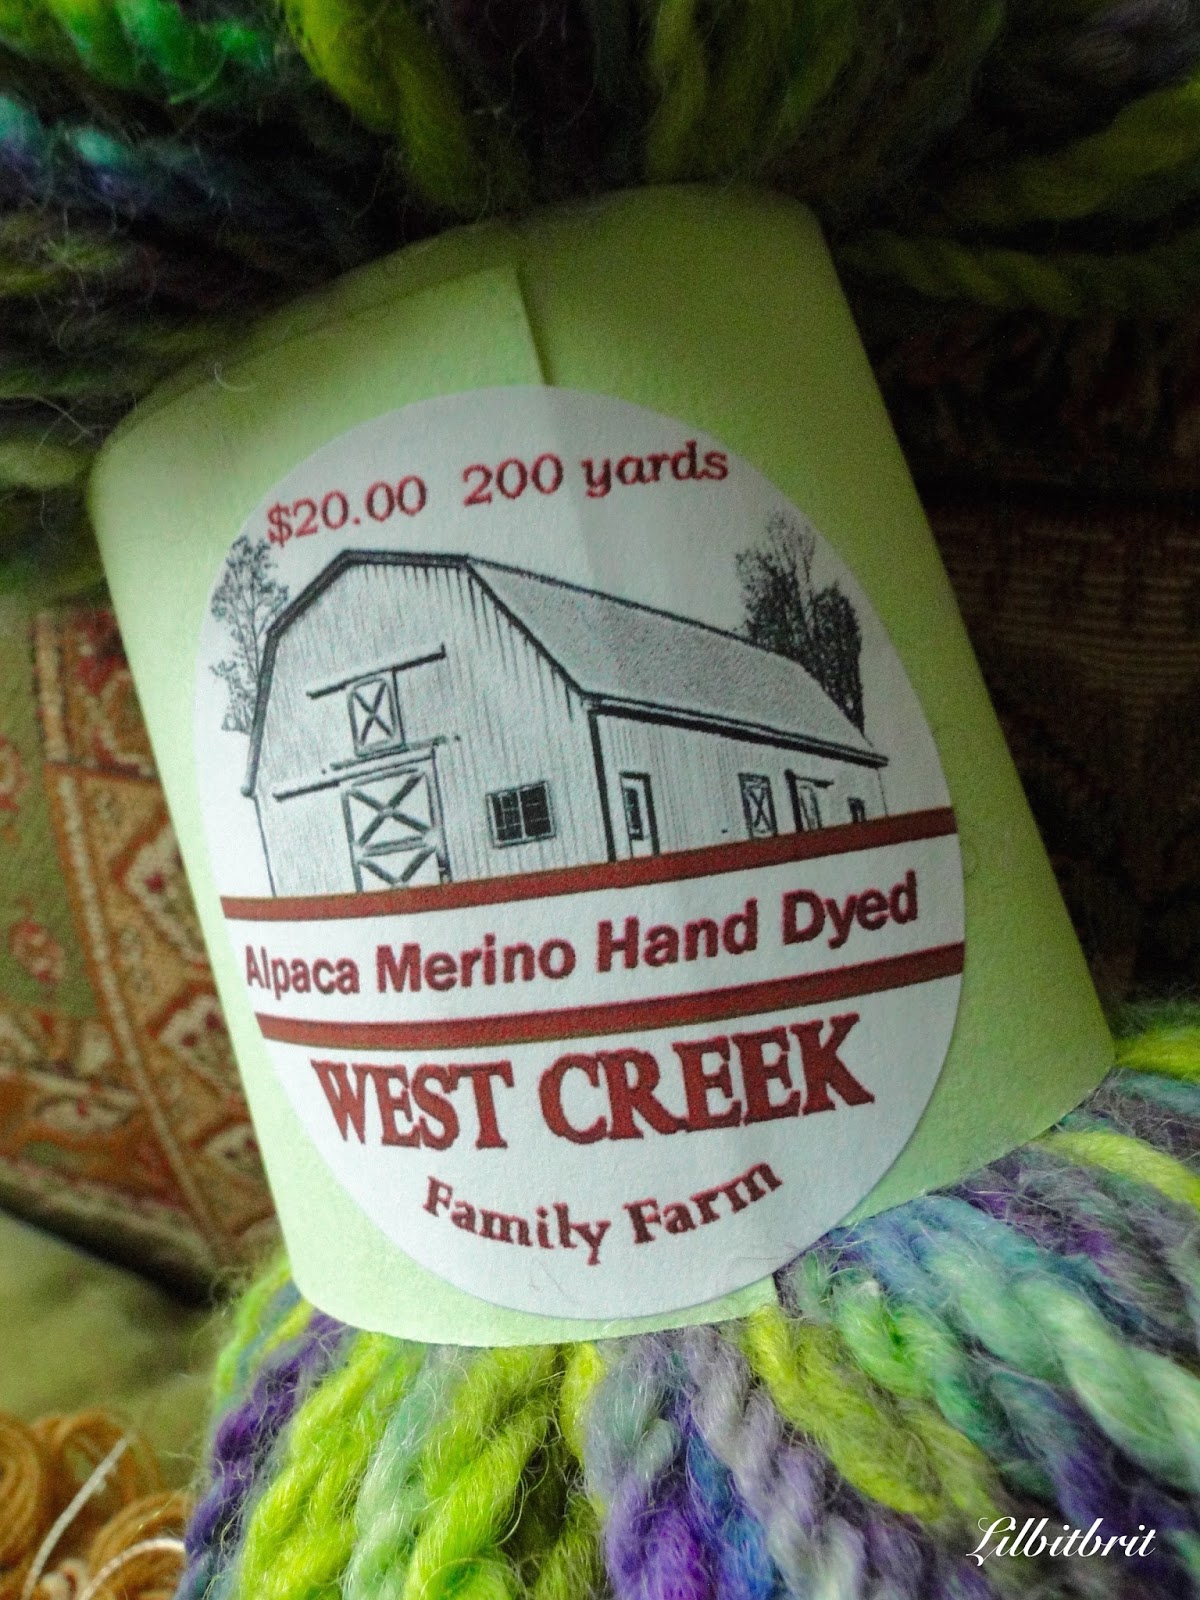 $20.00 200 yards
Alpaca Merino Hand Dyed
WEST CREEK
Family Farm
Lilbitbrit